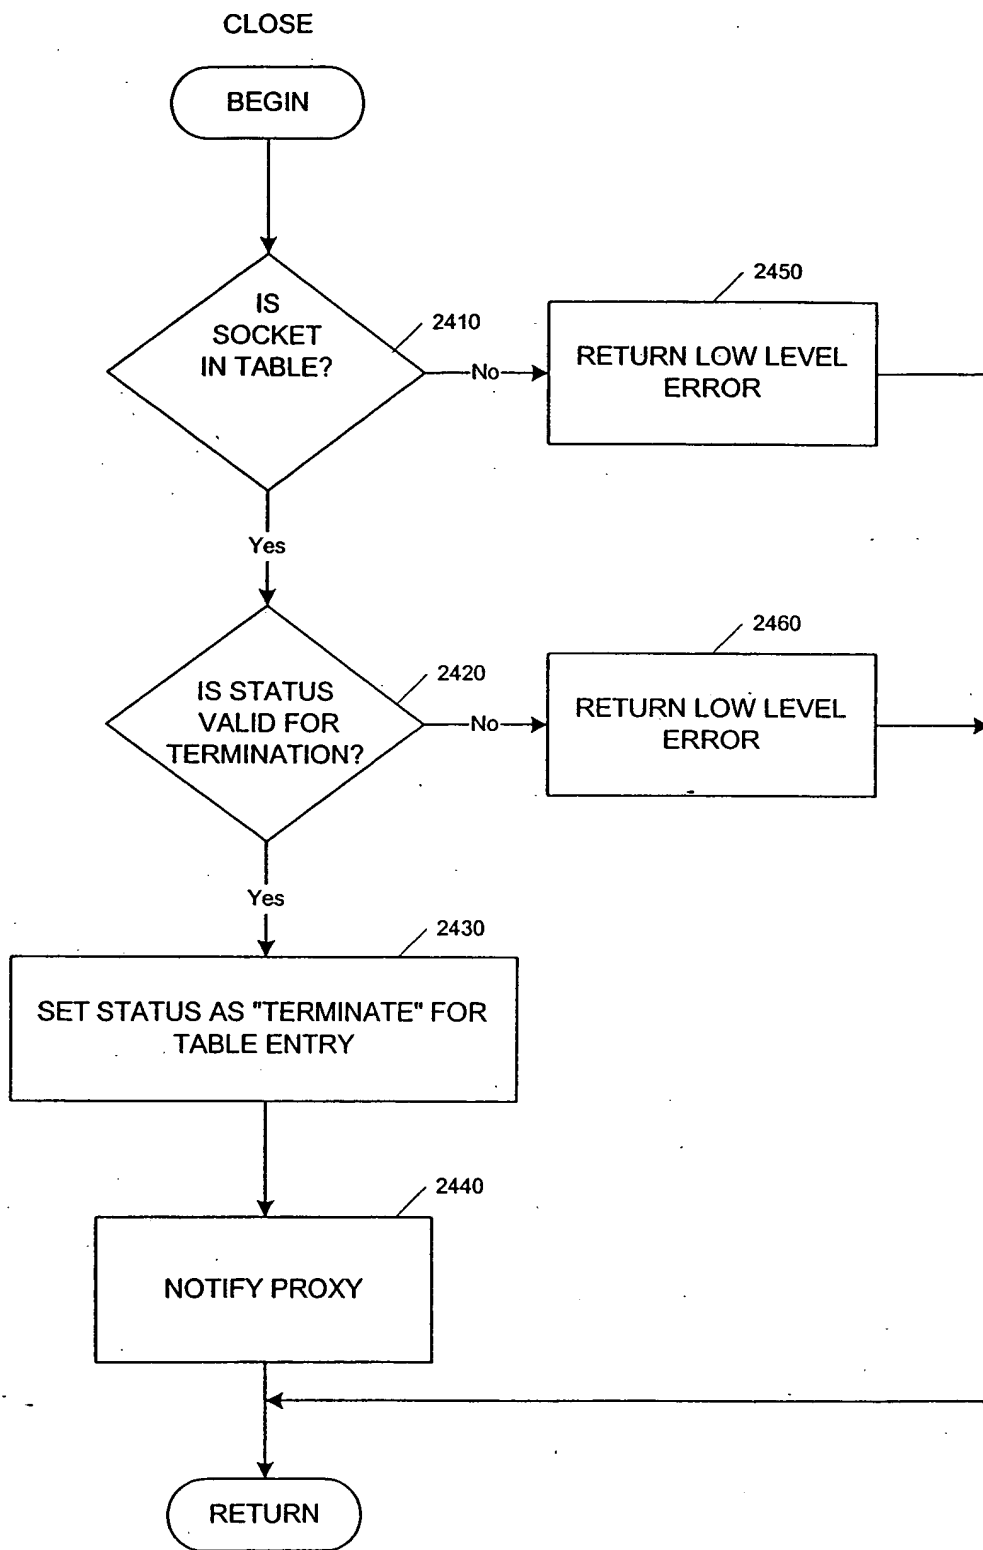 CLOSE
BEGIN
IS
SOCKET
IN TABLE?
2410
No
2450
RETURN LOW LEVEL
ERROR
Yes
IS STATUS
VALID FOR
TERMINATION?
2420
No
2460
RETURN LOW LEVEL
ERROR
Yes
2430
SET STATUS AS "TERMINATE" FOR
TABLE ENTRY
2440
NOTIFY PROXY
RETURN